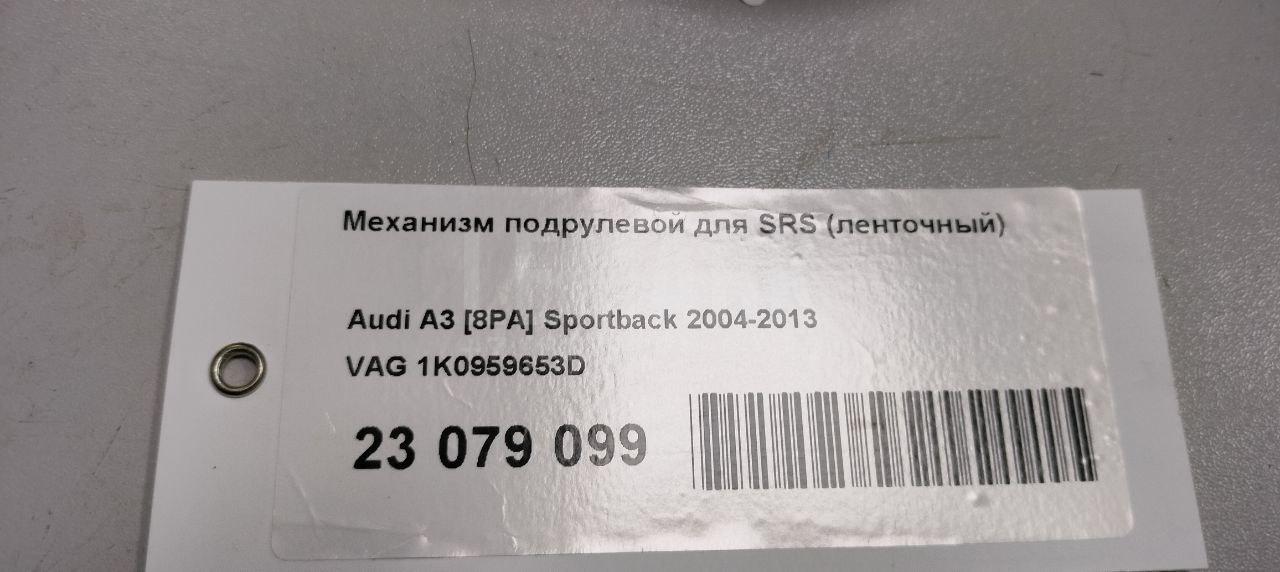 Механизм подрулевой для SRS (ленточный)
Audi A3 [8PA] Sportback 2004-2013
VAG 1K0959653D
23 079 099